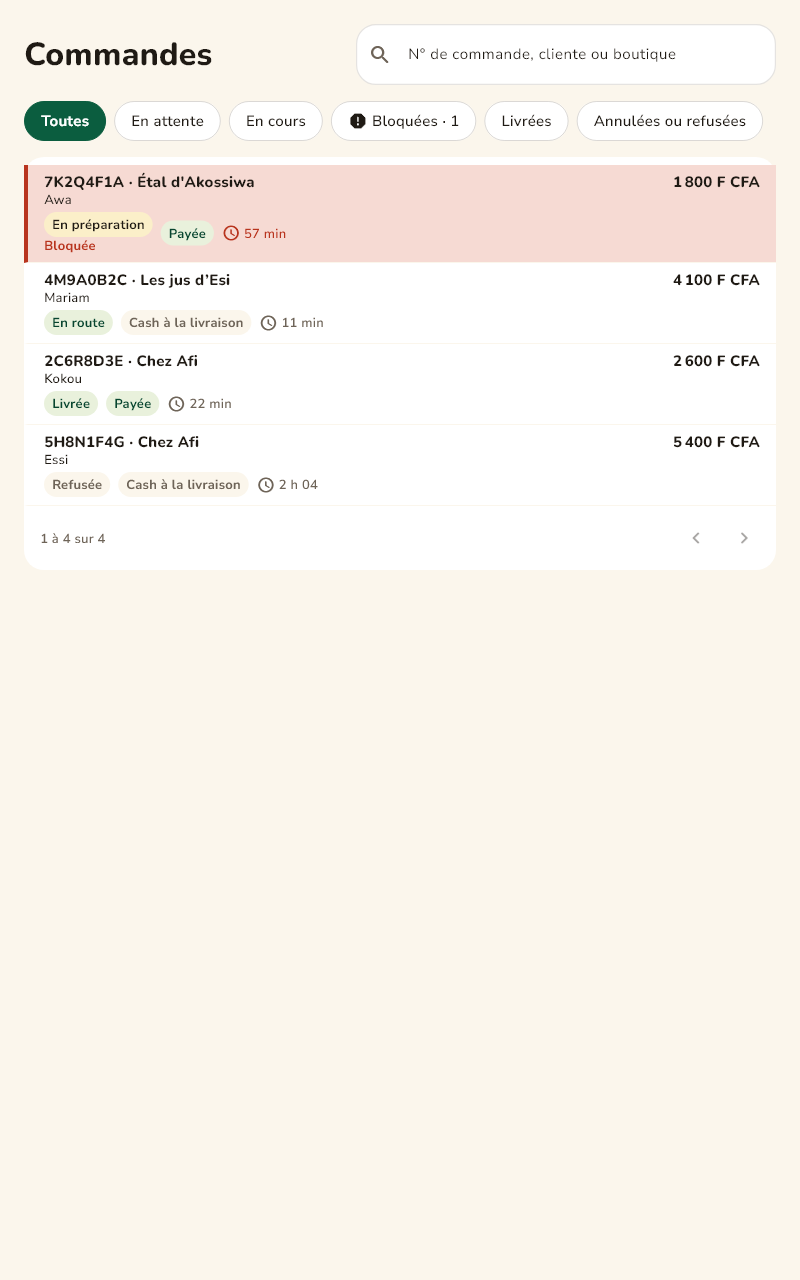 Commandes
N° de commande, cliente ou boutique
Toutes
En attente
En cours
Bloquées · 1
Livrées
Annulées ou refusées
7K2Q4F1A · Étal d'Akossiwa
1 800 F CFA
Awa
En préparation
Payée
57 min
Bloquée
4M9A0B2C · Les jus d’Esi
4 100 F CFA
Mariam
En route
Cash à la livraison
11 min
2C6R8D3E · Chez Afi
2 600 F CFA
Kokou
Livrée
Payée
22 min
5H8N1F4G · Chez Afi
5 400 F CFA
Essi
Refusée
Cash à la livraison
2 h 04
1 à 4 sur 4